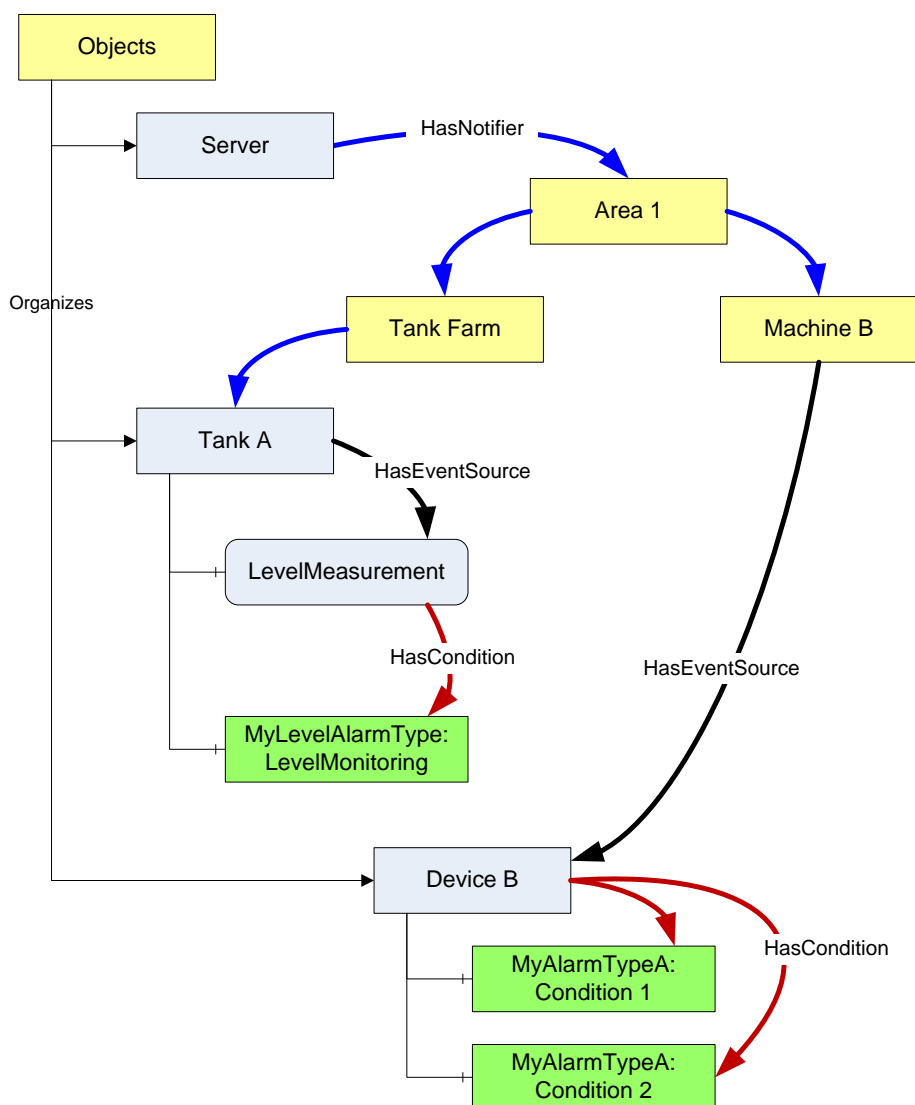 Objects
Server
HasNotifier
Area 1
Organizes
Tank Farm
Machine B
Tank A
HasEventSource
LevelMeasurement
HasCondition
HasEventSource
MyLevelAlarmType:
LevelMonitoring
Device B
HasCondition
MyAlarmTypeA:
Condition 1
MyAlarmTypeA:
Condition 2